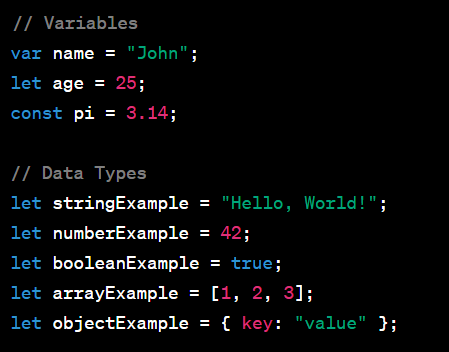 // Variables
var name = "John";
let age = 25;
const pi = 3.14;
// Data Types
let stringExample = "Hello, World!";
let numberExample = 42;
let booleanExample = true;
let arrayExample = [1, 2, 3];
let objectExample = { key: "value" };